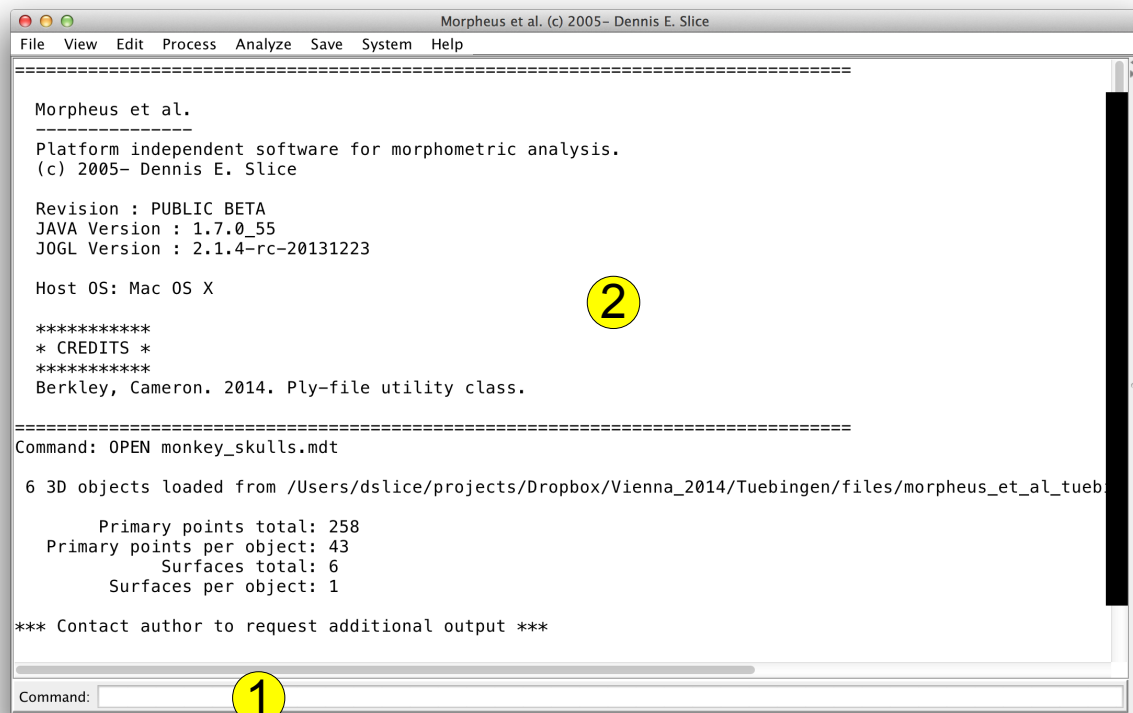 Morpheus et al. (c) 2005– Dennis E. Slice
File View Edit Process Analyze Save System Help
================================================================================
Morpheus et al.
---------------
Platform independent software for morphometric analysis.
(c) 2005– Dennis E. Slice
Revision : PUBLIC BETA
JAVA Version : 1.7.0_55
JOGL Version : 2.1.4-rc-20131223
Host OS: Mac OS X
2
***********
* CREDITS *
***********
Berkley, Cameron. 2014. Ply-file utility class.
================================================================================
Command: OPEN monkey_skulls.mdt
6 3D objects loaded from /Users/dslice/projects/Dropbox/Vienna_2014/Tuebingen/files/morpheus_et_al_tueb
Primary points total: 258
Primary points per object: 43
Surfaces total: 6
Surfaces per object: 1
*** Contact author to request additional output ***
Command:
1